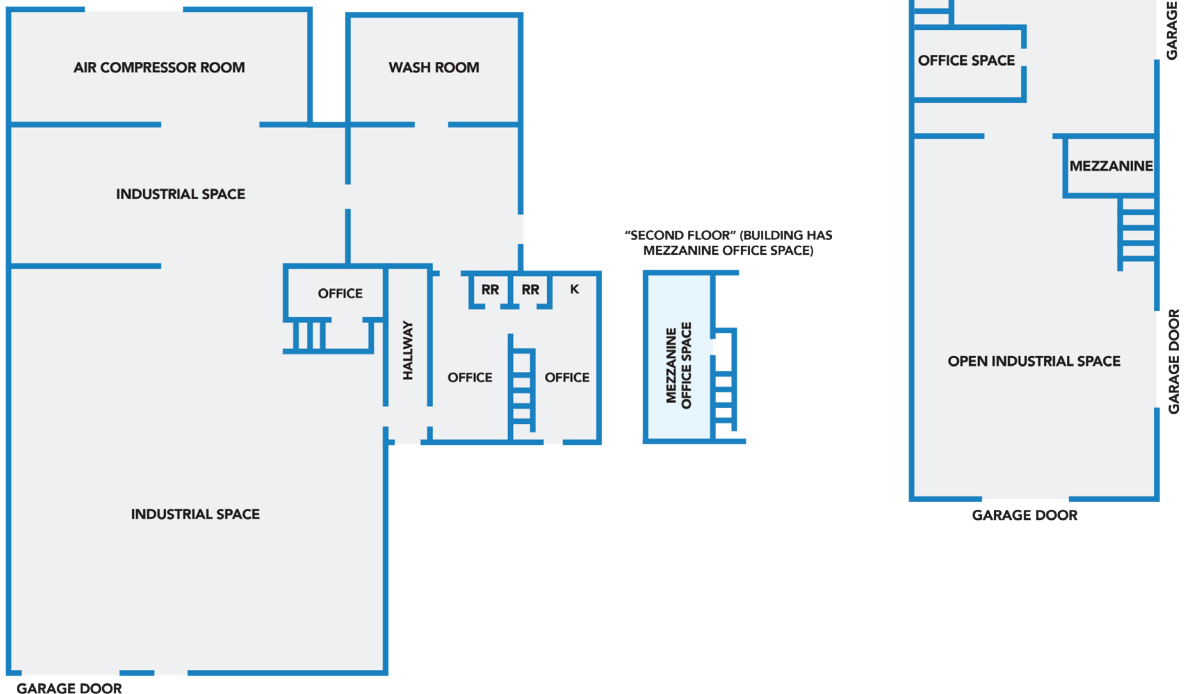 AIR COMPRESSOR ROOM
WASH ROOM
INDUSTRIAL SPACE
OFFICE
HALLWAY
RR
RR
K
OFFICE
OFFICE
INDUSTRIAL SPACE
GARAGE DOOR
“SECOND FLOOR” (BUILDING HAS
MEZZANINE OFFICE SPACE)
MEZZANINE
OFFICE SPACE
GARAGE
OFFICE SPACE
MEZZANINE
OPEN INDUSTRIAL SPACE
GARAGE DOOR
GARAGE DOOR